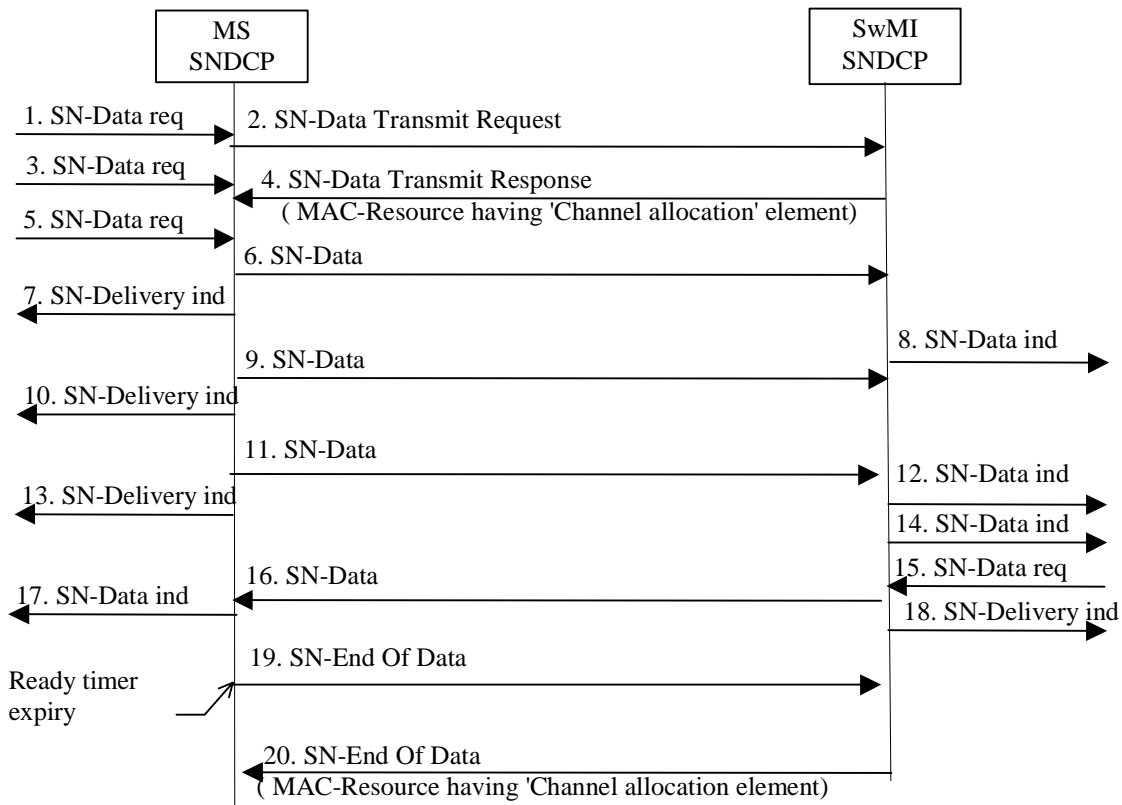 MS
SNDCP
SwMI
SNDCP
1. SN-Data req
2. SN-Data Transmit Request
3. SN-Data req
4. SN-Data Transmit Response
( MAC-Resource having 'Channel allocation' element)
5. SN-Data req
6. SN-Data
7. SN-Delivery ind
8. SN-Data ind
9. SN-Data
10. SN-Delivery ind
11. SN-Data
12. SN-Data ind
13. SN-Delivery ind
14. SN-Data ind
15. SN-Data req
16. SN-Data
17. SN-Data ind
18. SN-Delivery ind
19. SN-End Of Data
Ready timer
expiry
20. SN-End Of Data
( MAC-Resource having 'Channel allocation element)